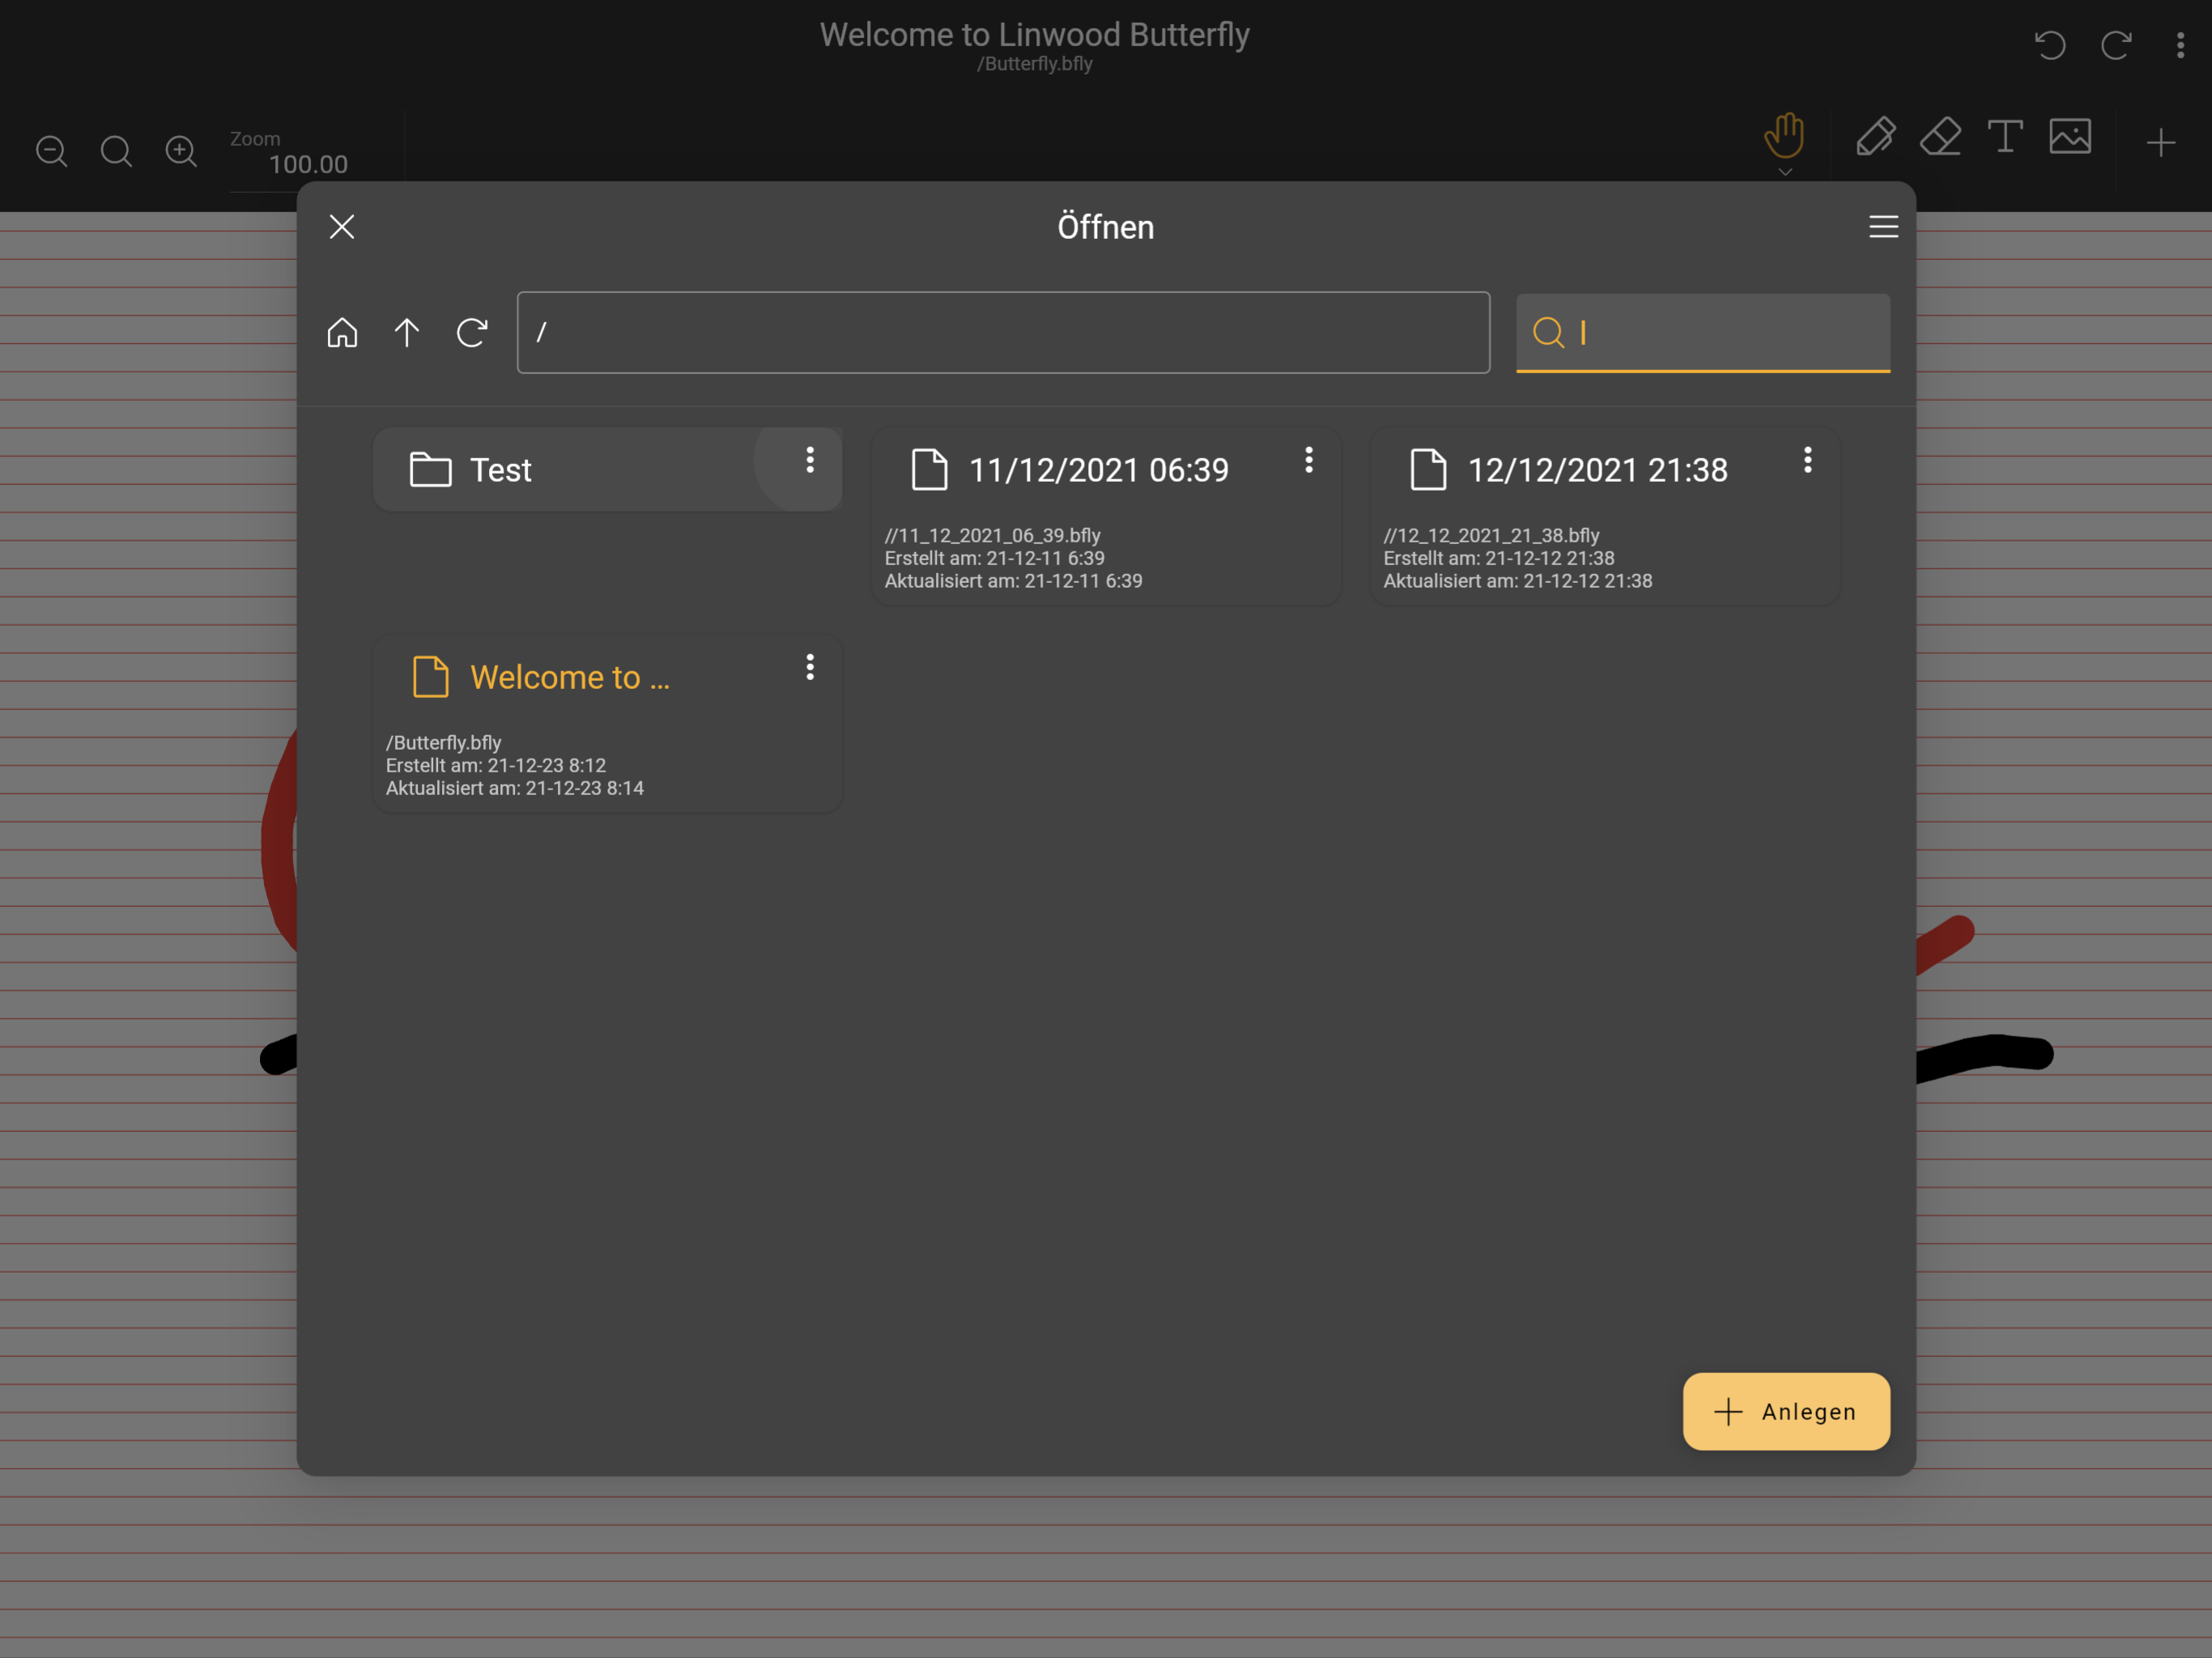 Welcome to Linwood Butterfly
/Butterfly.bfly
Zoom
100.00
Öffnen
/
Test
11/12/2021 06:39
//11_12_2021_06_39.bfly
Erstellt am: 21-12-11 6:39
Aktualisiert am: 21-12-11 6:39
12/12/2021 21:38
//12_12_2021_21_38.bfly
Erstellt am: 21-12-12 21:38
Aktualisiert am: 21-12-12 21:38
Welcome to ...
/Butterfly.bfly
Erstellt am: 21-12-23 8:12
Aktualisiert am: 21-12-23 8:14
Anlegen